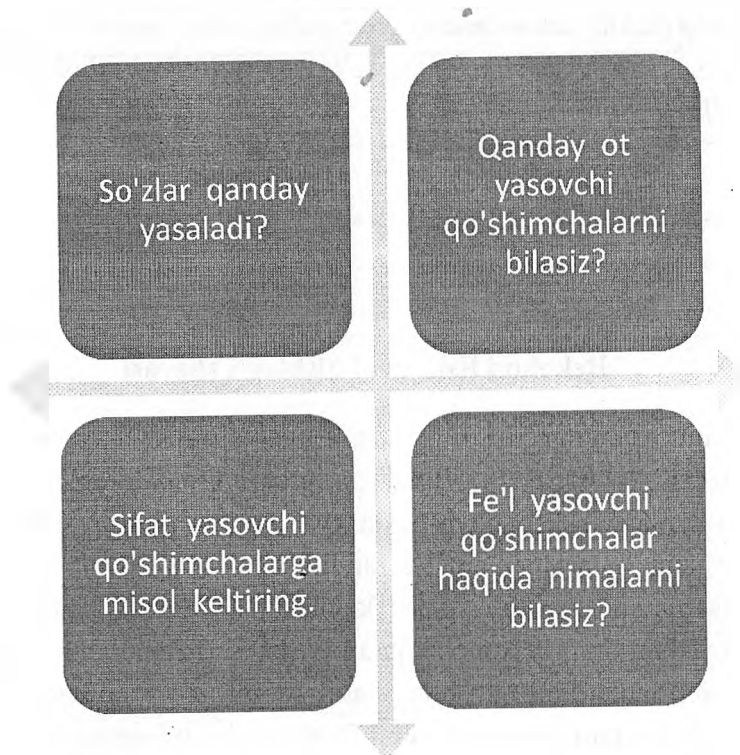 So'zlar qanday
yasaladi?
Qanday ot
yasovchi
qo'shimchalarni
bilasiz?
Sifat yasovchi
qo'shimchalarga
misol keltiring.
Fe'l yasovchi
qo'shimchalar
haqida nimalarni
bilasiz?